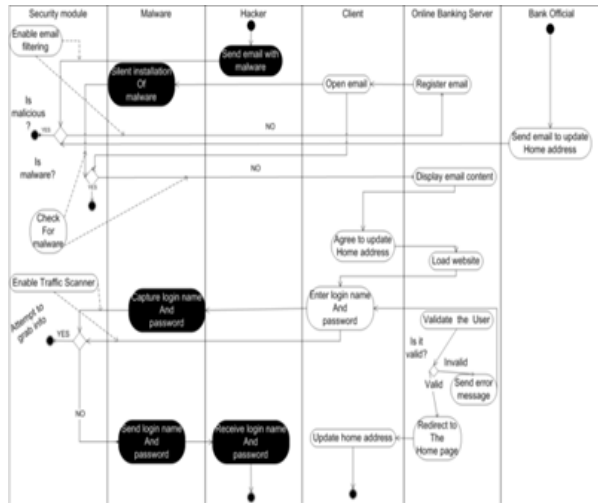 Security module
Malware
Hacker
Client
Online Banking Server
Bank Official
Enable email
filtering
Send email with
malware
Silent installation
Of
malware
Open email
Register email
Is
malicious
?
YES
NO
Send email to update
Home address
Is
malware?
YES
NO
Display email content
Check
For
malware
Agree to update
Home address
Load website
Enable Traffic Scanner
Capture login name
And
password
Enter login name
And
password
Validate the User
Attempt to
grab info
YES
Is it
valid?
Invalid
Valid
Send error
message
NO
Send login name
And
password
Receive login name
And
password
Update home address
Redirect to
The
Home page